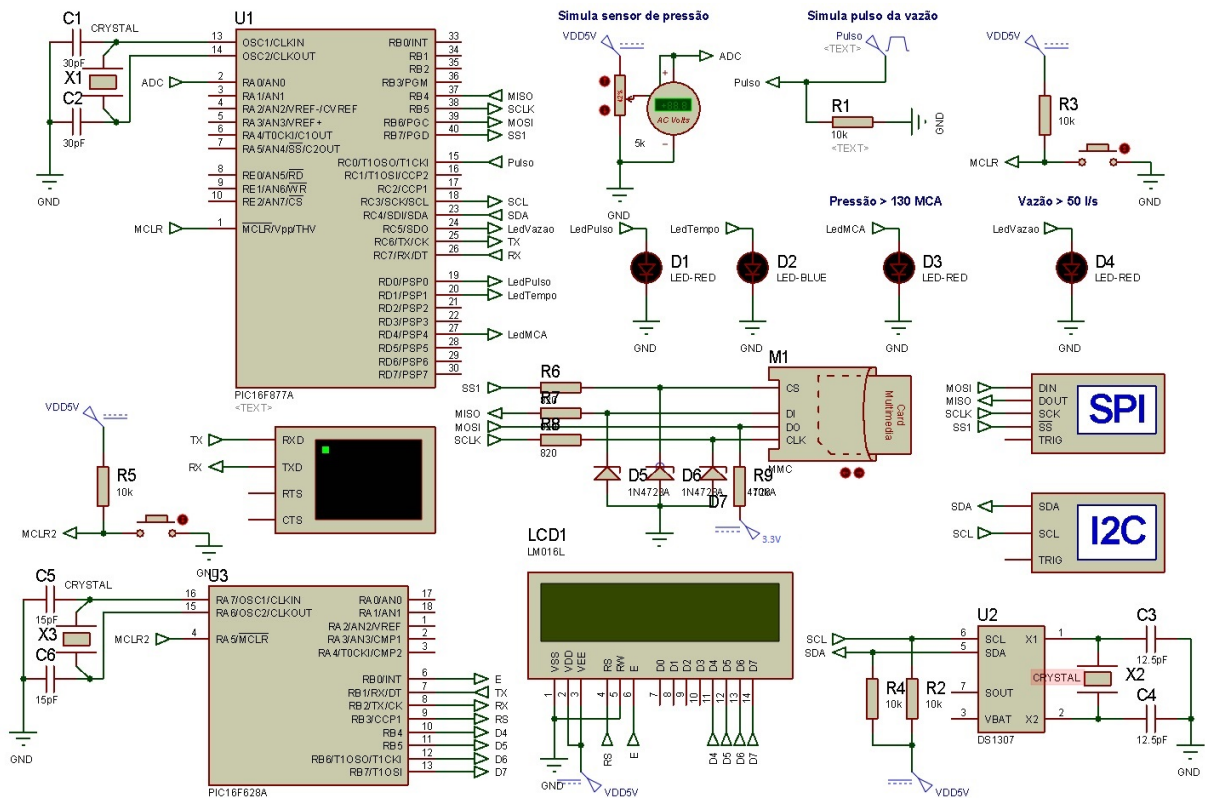 U1
C1
CRYSTAL
30pF
X1
C2
30pF
GND
ADC
MCLR
13 OSC1/CLKIN
14 OSC2/CLKOUT
2 RA0/AN0
3 RA1/AN1
4 RA2/AN2/VREF-/CVREF
5 RA3/AN3/VREF+
6 RA4/T0CKI/C1OUT
7 RA5/AN4/SS/C2OUT
8 RE0/AN5/RD
9 RE1/AN6/WR
10 RE2/AN7/CS
1 MCLR/Vpp/THV
RB0/INT 33
RB1 34
RB2 35
RB3/PGM 36
RB4 37 MISO
RB5 38 SCLK
RB6/PGC 39 MOSI
RB7/PGD 40 SS1
RC0/T1OSO/T1CKI 15 Pulso
RC1/T1OSI/CCP2 16
RC2/CCP1 17
RC3/SCK/SCL 18 SCL
RC4/SDI/SDA 23 SDA
RC5/SDO 24 LedVazao
RC6/TX/CK 25 TX
RC7/RX/DT 26 RX
RD0/PSP0 19 LedPulso
RD1/PSP1 20 LedTempo
RD2/PSP2 21
RD3/PSP3 22
RD4/PSP4 27 LedMCA
RD5/PSP5 28
RD6/PSP6 29
RD7/PSP7 30
PIC16F877A
<TEXT>
Simula sensor de pressão
VDD5V
ADC
42%
+88.8
AC Volts
5k
GND
Simula pulso da vazão
Pulso
<TEXT>
Pulso
R1
10k
<TEXT>
GND
VDD5V
R3
10k
MCLR
GND
Pressão > 130 MCA
Vazão > 50 l/s
LedPulso
D1
LED-RED
GND
LedTempo
D2
LED-BLUE
GND
LedMCA
D3
LED-RED
GND
LedVazao
D4
LED-RED
GND
M1
SS1
MISO
MOSI
SCLK
R6
R7
R8
820
CS
DI
DO
CLK
Card
Multimedia
MMC
D5
1N4728A
D6
1N4728A
D7
R9
3.3V
MOSI DIN
MISO DOUT
SCLK SCK
SS1 SS
TRIG
SPI
SDA SDA
SCL SCL
TRIG
I2C
VDD5V
R5
10k
MCLR2
GND
TX RXD
RX TXD
RTS
CTS
U3
C5
CRYSTAL
15pF
X3
C6
15pF
GND
MCLR2
16 RA7/OSC1/CLKIN
15 RA6/OSC2/CLKOUT
4 RA5/MCLR
RA0/AN0 17
RA1/AN1 18
RA2/AN2/VREF 1
RA3/AN3/CMP1 2
RA4/T0CKI/CMP2 3
RB0/INT 6 E
RB1/RX/DT 7 TX
RB2/TX/CK 8 RX
RB3/CCP1 9 RS
RB4 10 D4
RB5 11 D5
RB6/T1OSO/T1CKI 12 D6
RB7/T1OSI 13 D7
PIC16F628A
LCD1
LM016L
VSS VDD VEE RS RW E D0 D1 D2 D3 D4 D5 D6 D7
1 2 3 4 5 6 7 8 9 10 11 12 13 14
RS E D4 D5 D6 D7
GND
VDD5V
U2
SCL
SDA
R4
10k
R2
10k
VDD5V
6 SCL
5 SDA
7 SOUT
3 VBAT
X1 1
X2 2
DS1307
CRYSTAL
X2
C3
12.5pF
C4
12.5pF
GND